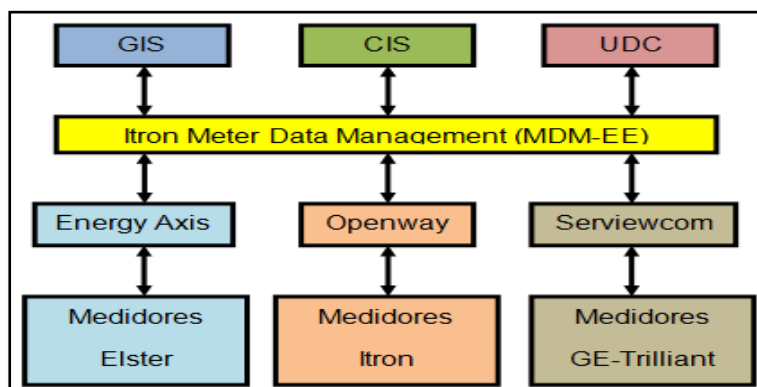 GIS
CIS
UDC
Itron Meter Data Management (MDM-EE)
Energy Axis
Openway
Serviewcom
Medidores
Elster
Medidores
Itron
Medidores
GE-Trilliant